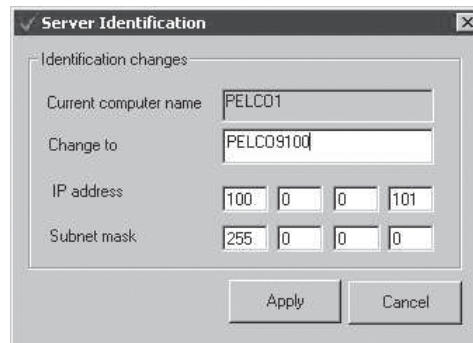 Server Identification
Identification changes
Current computer name PELCO1
Change to PELCO9100
IP address 100 0 0 101
Subnet mask 255 0 0 0
Apply Cancel